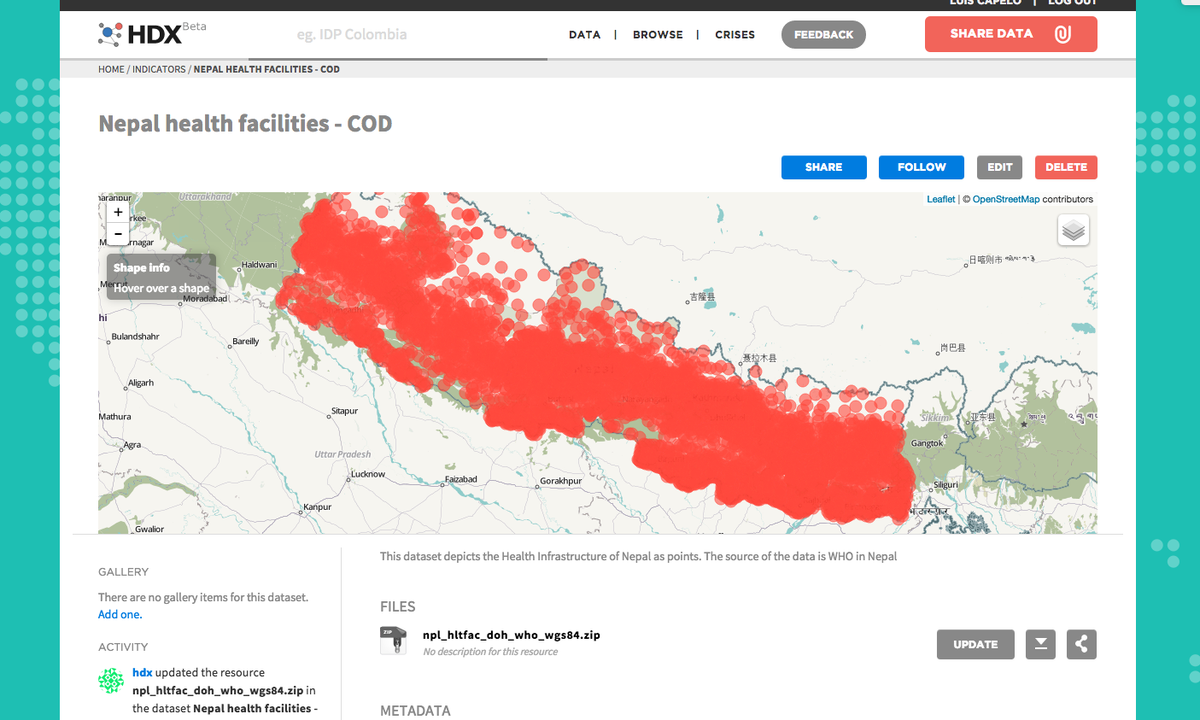 LUIS CAPELO | LOG OUT
HDX Beta
eg. IDP Colombia
DATA | BROWSE | CRISES
FEEDBACK
SHARE DATA
HOME / INDICATORS / NEPAL HEALTH FACILITIES - COD
Nepal health facilities - COD
SHARE
FOLLOW
EDIT
DELETE
Leaflet | © OpenStreetMap contributors
Uttarakhand
+
-
Shape info
Hover over a shape
Haldwani
Moradabad
Bulandshahr
Bareilly
Aligarh
Mathura
Sitapur
Agra
Uttar Pradesh
Lucknow
Faizabad
Gorakhpur
Kanpur
Gwalior
日喀则市
吉隆县
聂拉木县
岗巴县
亚东县
Sikkim
Gangtok
Siliguri
This dataset depicts the Health Infrastructure of Nepal as points. The source of the data is WHO in Nepal
GALLERY
There are no gallery items for this dataset.
Add one.
ACTIVITY
hdx updated the resource
npl_hltfac_doh_who_wgs84.zip in
the dataset Nepal health facilities -
FILES
ZIP
npl_hltfac_doh_who_wgs84.zip
No description for this resource
UPDATE
METADATA